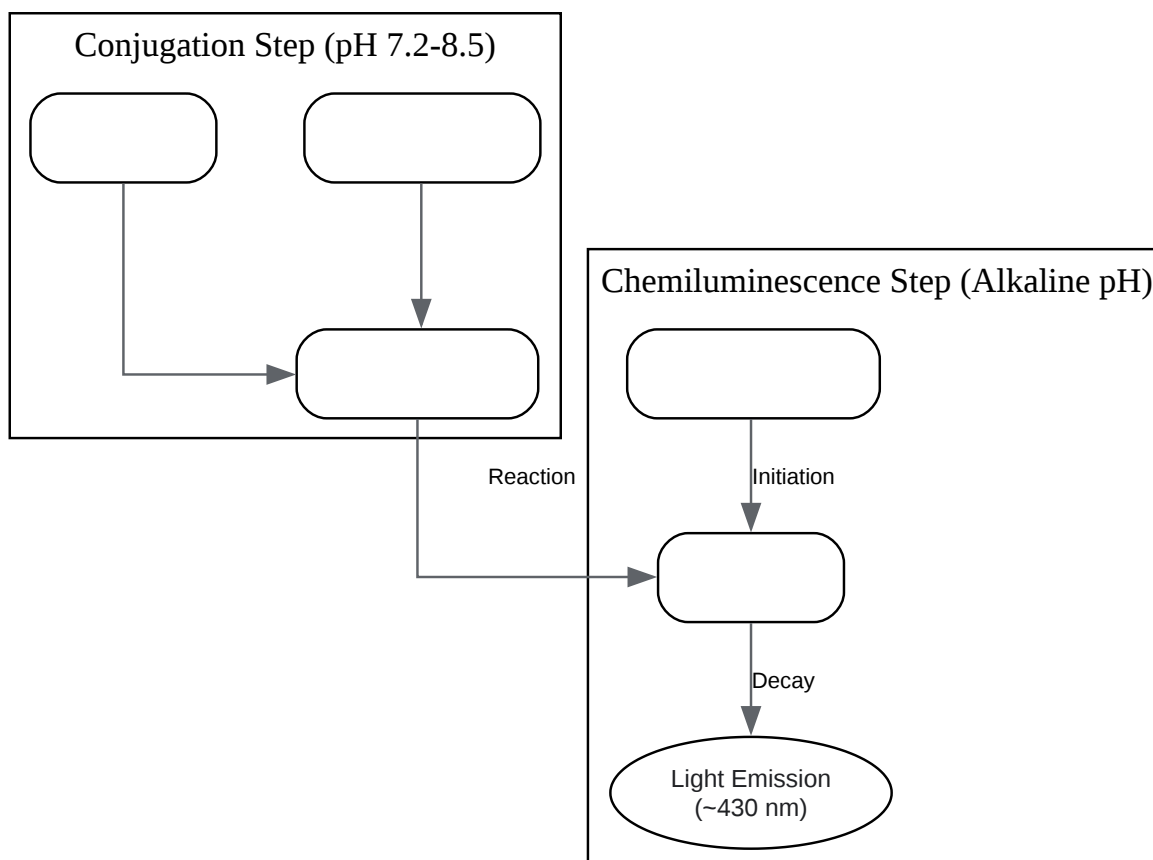 Conjugation Step (pH 7.2-8.5)
Chemiluminescence Step (Alkaline pH)
Reaction
Initiation
Decay
Light Emission
(~430 nm)